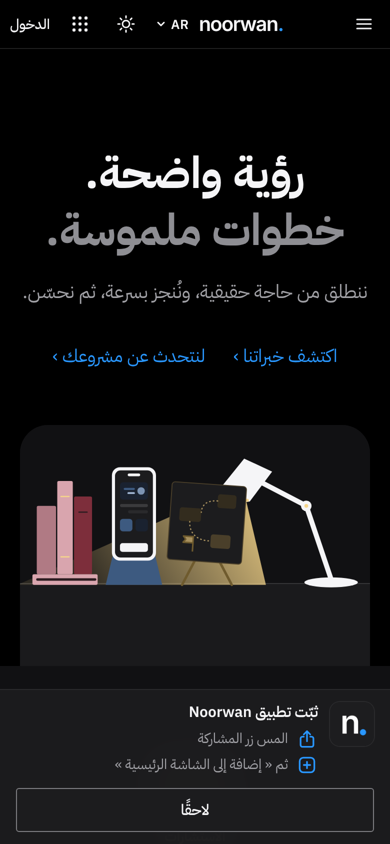 noorwan. AR الدخول
رؤية واضحة.
خطوات ملموسة.
ننطلق من حاجة حقيقية، ونُنجز بسرعة، ثم نحسّن.
اكتشف خبراتنا ‹ لنتحدث عن مشروعك ‹
n.
ثبّت تطبيق Noorwan
المس زر المشاركة
ثم « إضافة إلى الشاشة الرئيسية »
لاحقًا